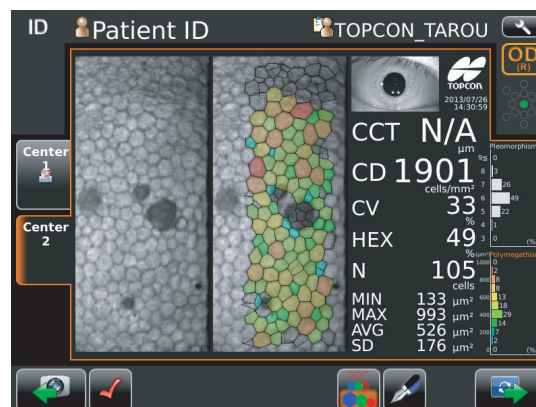 ID
Patient ID
TOPCON_TAROU
OD
(R)
TOPCON
2013/07/26
14:30:59
Center
1
Center
2
CCT N/A
µm
CD 1901
cells/mm²
CV 33
%
HEX 49
%
N 105
cells
MIN 133 µm²
MAX 993 µm²
AVG 526 µm²
SD 176 µm²
Pleomorphism
9≤ 0
8 3
7 26
6 49
5 22
4 1
3 0 (%)
(µm²) Polymegathism
1000 0
2
800 8
8
600 13
18
400 29
14
200 7
2
0 0 (%)